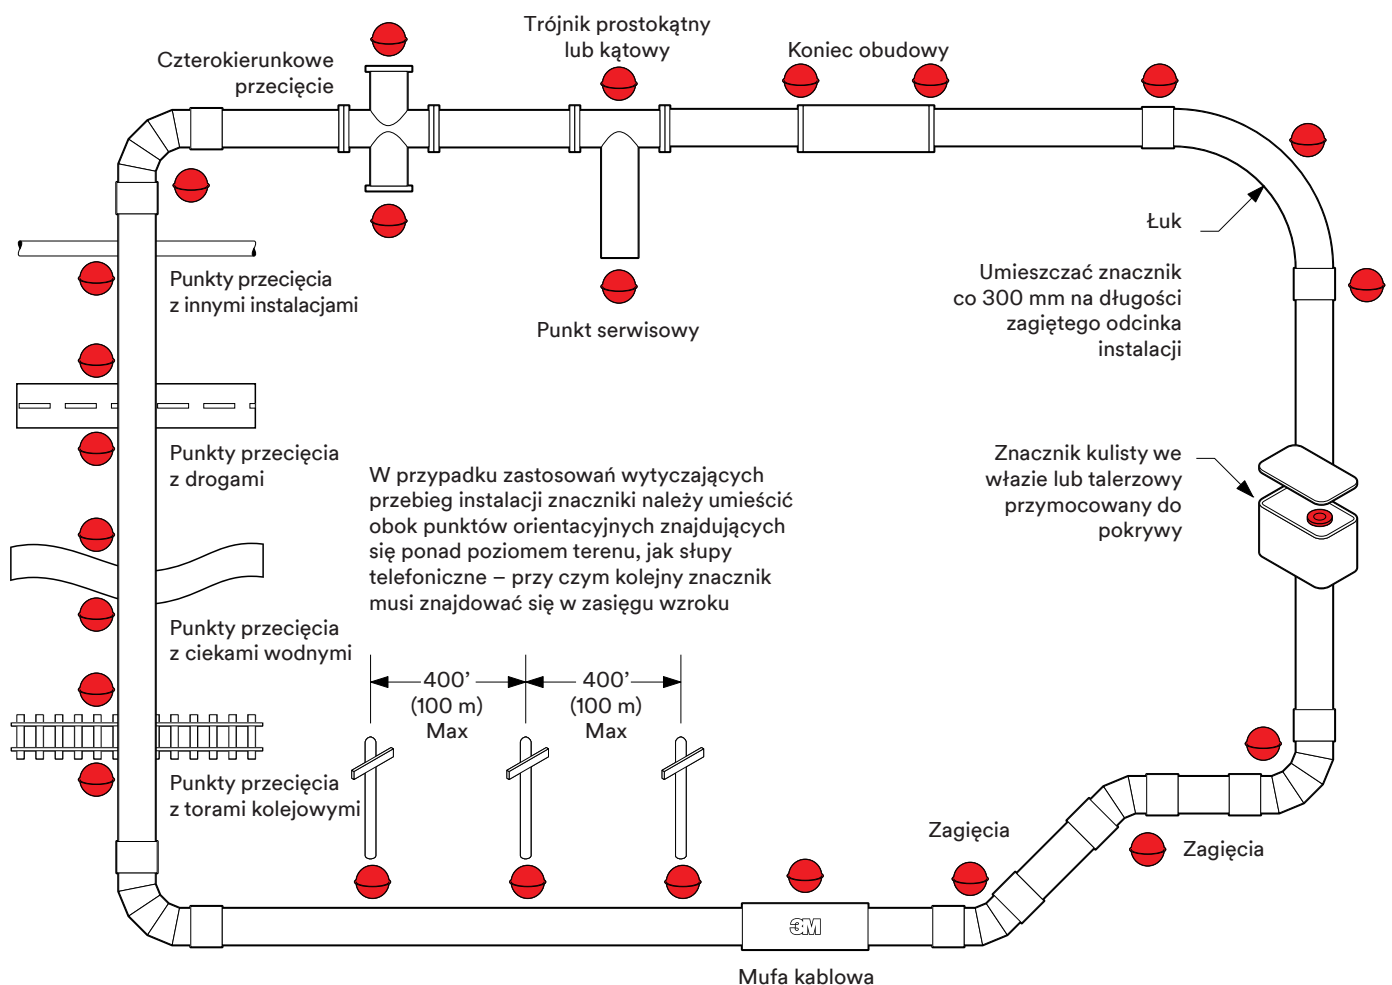 Czterokierunkowe
przecięcie
Trójnik prostokątny
lub kątowy
Koniec obudowy
Łuk
Umieszczać znacznik
co 300 mm na długości
zagiętego odcinka
instalacji
Punkty przecięcia
z innymi instalacjami
Punkt serwisowy
Punkty przecięcia
z drogami
W przypadku zastosowań wytyczających
przebieg instalacji znaczniki należy umieścić
obok punktów orientacyjnych znajdujących
się ponad poziomem terenu, jak słupy
telefoniczne – przy czym kolejny znacznik
musi znajdować się w zasięgu wzroku
Znacznik kulisty we
włazie lub talerzowy
przymocowany do
pokrywy
Punkty przecięcia
z ciekami wodnymi
400’
(100 m)
Max
400’
(100 m)
Max
Punkty przecięcia
z torami kolejowymi
Zagięcia
Zagięcia
3M
Mufa kablowa